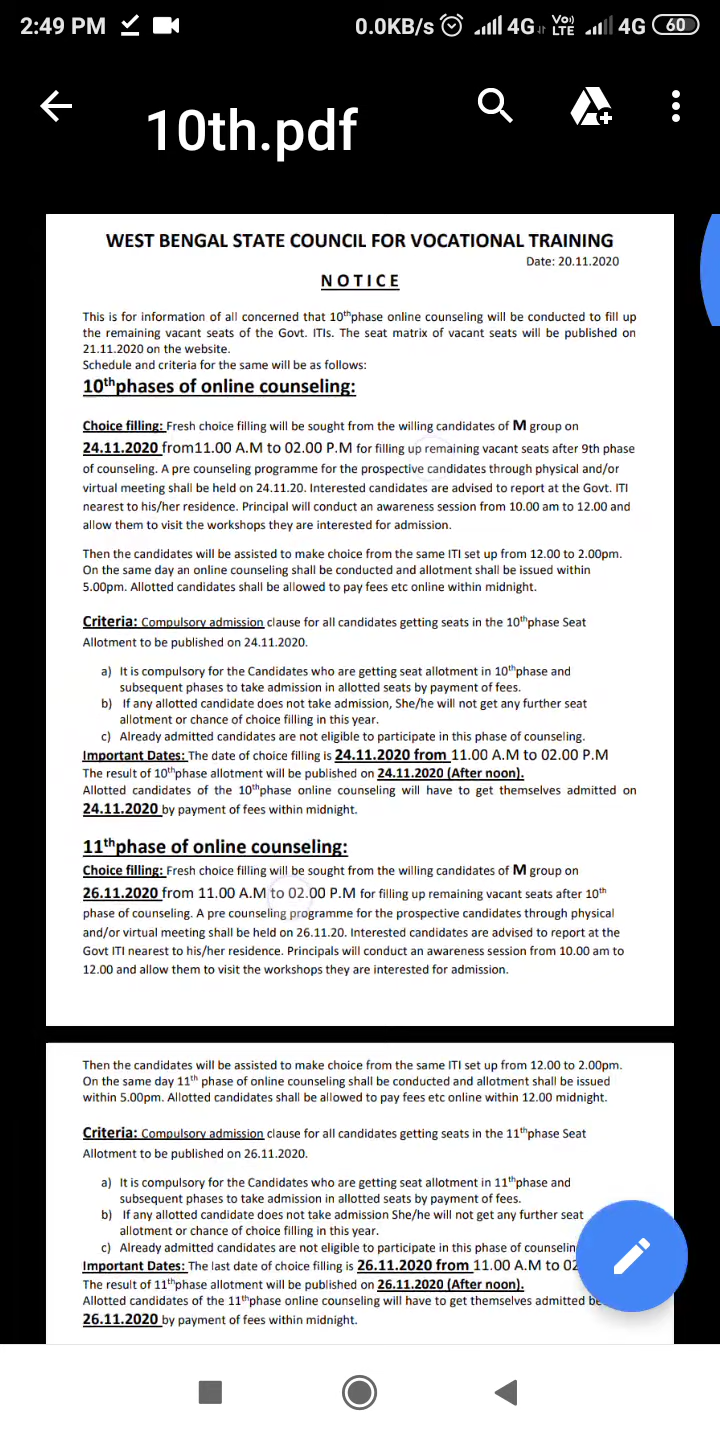 2:49 PM 0.0KB/s 4G Vo) LTE 4G 60
10th.pdf
WEST BENGAL STATE COUNCIL FOR VOCATIONAL TRAINING
Date: 20.11.2020
NOTICE
This is for information of all concerned that 10thphase online counseling will be conducted to fill up
the remaining vacant seats of the Govt. ITIs. The seat matrix of vacant seats will be published on
21.11.2020 on the website.
Schedule and criteria for the same will be as follows:
10thphases of online counseling:
Choice filling: Fresh choice filling will be sought from the willing candidates of M group on
24.11.2020 from11.00 A.M to 02.00 P.M for filling up remaining vacant seats after 9th phase
of counseling. A pre counseling programme for the prospective candidates through physical and/or
virtual meeting shall be held on 24.11.20. Interested candidates are advised to report at the Govt. ITI
nearest to his/her residence. Principal will conduct an awareness session from 10.00 am to 12.00 and
allow them to visit the workshops they are interested for admission.
Then the candidates will be assisted to make choice from the same ITI set up from 12.00 to 2.00pm.
On the same day an online counseling shall be conducted and allotment shall be issued within
5.00pm. Allotted candidates shall be allowed to pay fees etc online within midnight.
Criteria: Compulsory admission clause for all candidates getting seats in the 10thphase Seat
Allotment to be published on 24.11.2020.
a) It is compulsory for the Candidates who are getting seat allotment in 10thphase and
subsequent phases to take admission in allotted seats by payment of fees.
b) If any allotted candidate does not take admission, She/he will not get any further seat
allotment or chance of choice filling in this year.
c) Already admitted candidates are not eligible to participate in this phase of counseling.
Important Dates: The date of choice filling is 24.11.2020 from 11.00 A.M to 02.00 P.M
The result of 10thphase allotment will be published on 24.11.2020 (After noon).
Allotted candidates of the 10thphase online counseling will have to get themselves admitted on
24.11.2020 by payment of fees within midnight.
11thphase of online counseling:
Choice filling: Fresh choice filling will be sought from the willing candidates of M group on
26.11.2020 from 11.00 A.M to 02.00 P.M for filling up remaining vacant seats after 10th
phase of counseling. A pre counseling programme for the prospective candidates through physical
and/or virtual meeting shall be held on 26.11.20. Interested candidates are advised to report at the
Govt ITI nearest to his/her residence. Principals will conduct an awareness session from 10.00 am to
12.00 and allow them to visit the workshops they are interested for admission.
Then the candidates will be assisted to make choice from the same ITI set up from 12.00 to 2.00pm.
On the same day 11th phase of online counseling shall be conducted and allotment shall be issued
within 5.00pm. Allotted candidates shall be allowed to pay fees etc online within 12.00 midnight.
Criteria: Compulsory admission clause for all candidates getting seats in the 11thphase Seat
Allotment to be published on 26.11.2020.
a) It is compulsory for the Candidates who are getting seat allotment in 11thphase and
subsequent phases to take admission in allotted seats by payment of fees.
b) If any allotted candidate does not take admission She/he will not get any further seat
allotment or chance of choice filling in this year.
c) Already admitted candidates are not eligible to participate in this phase of counselin
Important Dates: The last date of choice filling is 26.11.2020 from 11.00 A.M to 02
The result of 11thphase allotment will be published on 26.11.2020 (After noon).
Allotted candidates of the 11thphase online counseling will have to get themselves admitted
26.11.2020 by payment of fees within midnight.